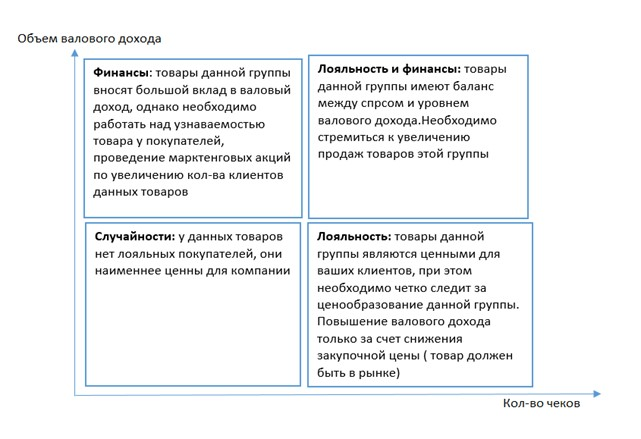 Объем валового дохода
Финансы: товары данной группы
вносят большой вклад в валовый
доход, однако необходимо
работать над узнаваемостью
товара у покупателей,
проведение марктенговых акций
по увеличению кол-ва клиентов
данных товаров
Лояльность и финансы: товары
данной группы имеют баланс
между спрсом и уровнем
валового дохода.Необходимо
стремиться к увеличению
продаж товаров этой группы
Случайности: у данных товаров
нет лояльных покупателей, они
наименнее ценны для компании
Лояльность: товары данной
группы являются ценными для
ваших клиентов, при этом
необходимо четко следит за
ценообразование данной группы.
Повышение валового дохода
только за счет снижения
закупочной цены ( товар должен
быть в рынке)
Кол-во чеков